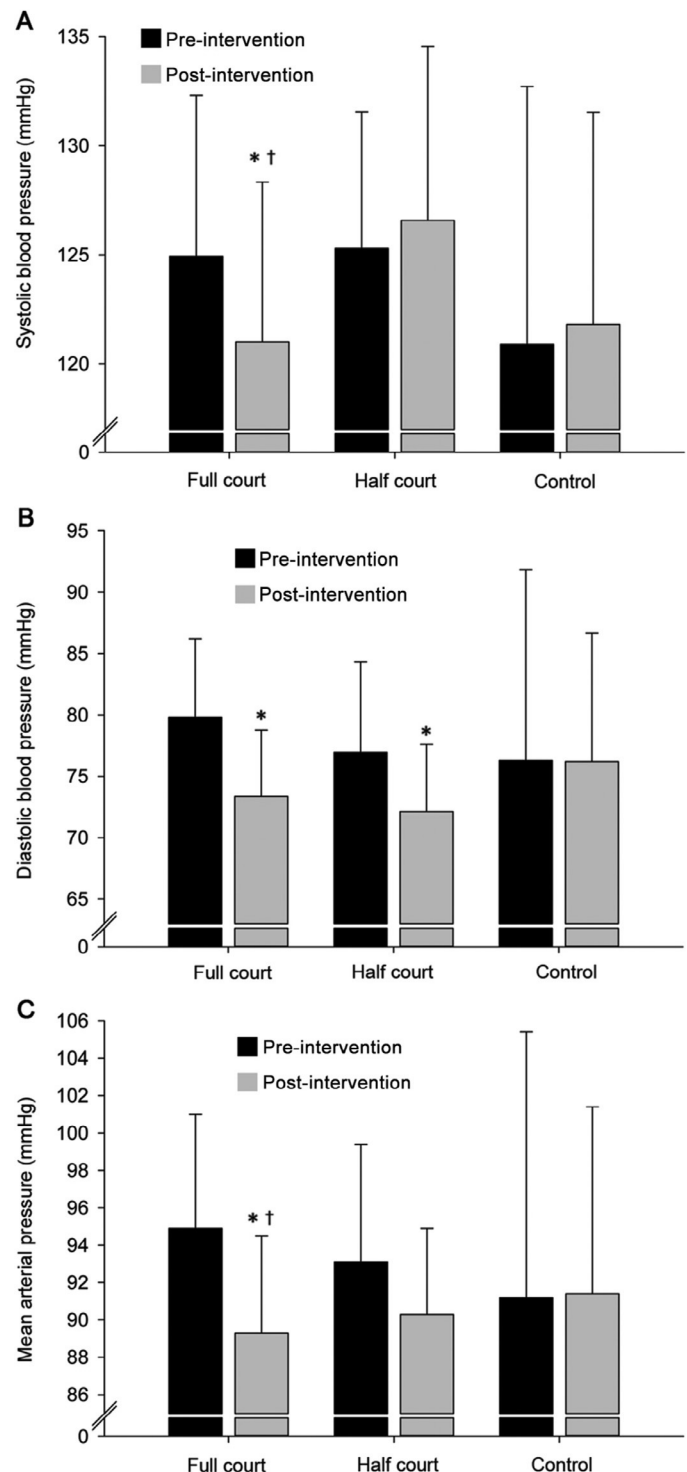 A
Systolic blood pressure (mmHg)
135
130
125
120
0
Pre-intervention
Post-intervention
* †
Full court Half court Control
B
Diastolic blood pressure (mmHg)
95
90
85
80
75
70
65
0
Pre-intervention
Post-intervention
*
*
Full court Half court Control
C
Mean arterial pressure (mmHg)
106
104
102
100
98
96
94
92
90
88
86
0
Pre-intervention
Post-intervention
* †
Full court Half court Control